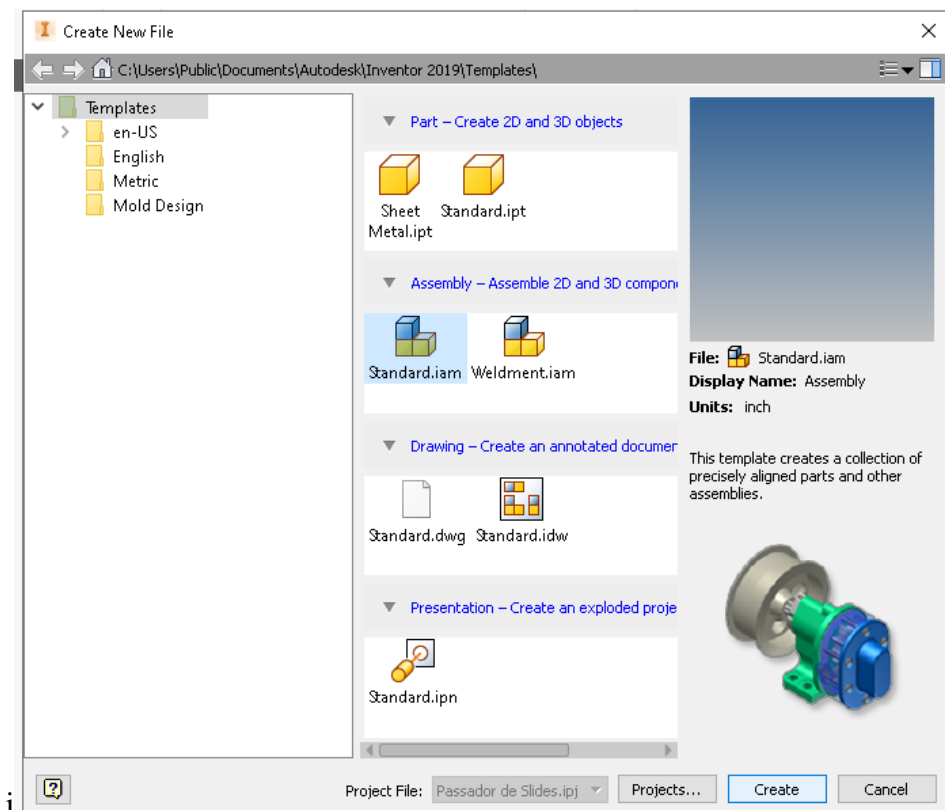 Create New File
C:\Users\Public\Documents\Autodesk\Inventor 2019\Templates\
Templates
en-US
English
Metric
Mold Design
Part – Create 2D and 3D objects
Sheet Metal.ipt
Standard.ipt
Assembly – Assemble 2D and 3D compon
Standard.iam
Weldment.iam
Drawing – Create an annotated documen
Standard.dwg
Standard.idw
Presentation – Create an exploded proje
Standard.ipn
File: Standard.iam
Display Name: Assembly
Units: inch
This template creates a collection of
precisely aligned parts and other
assemblies.
i
Project File: Passador de Slides.ipj
Projects...
Create
Cancel